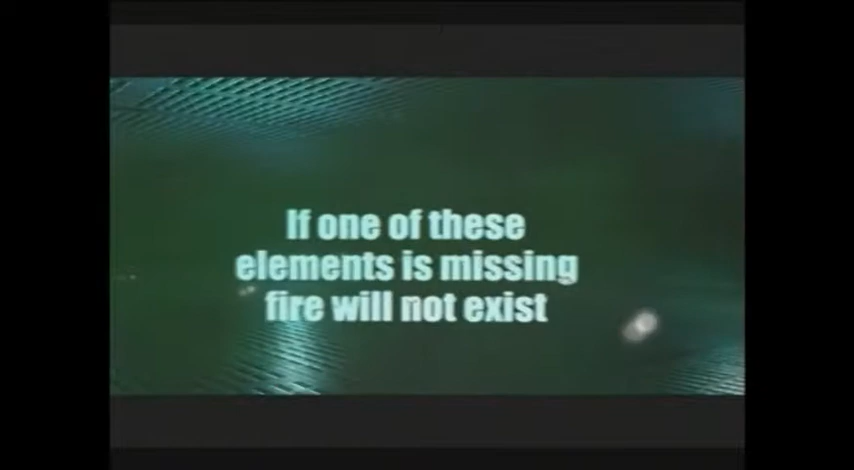 If one of these
elements is missing
fire will not exist